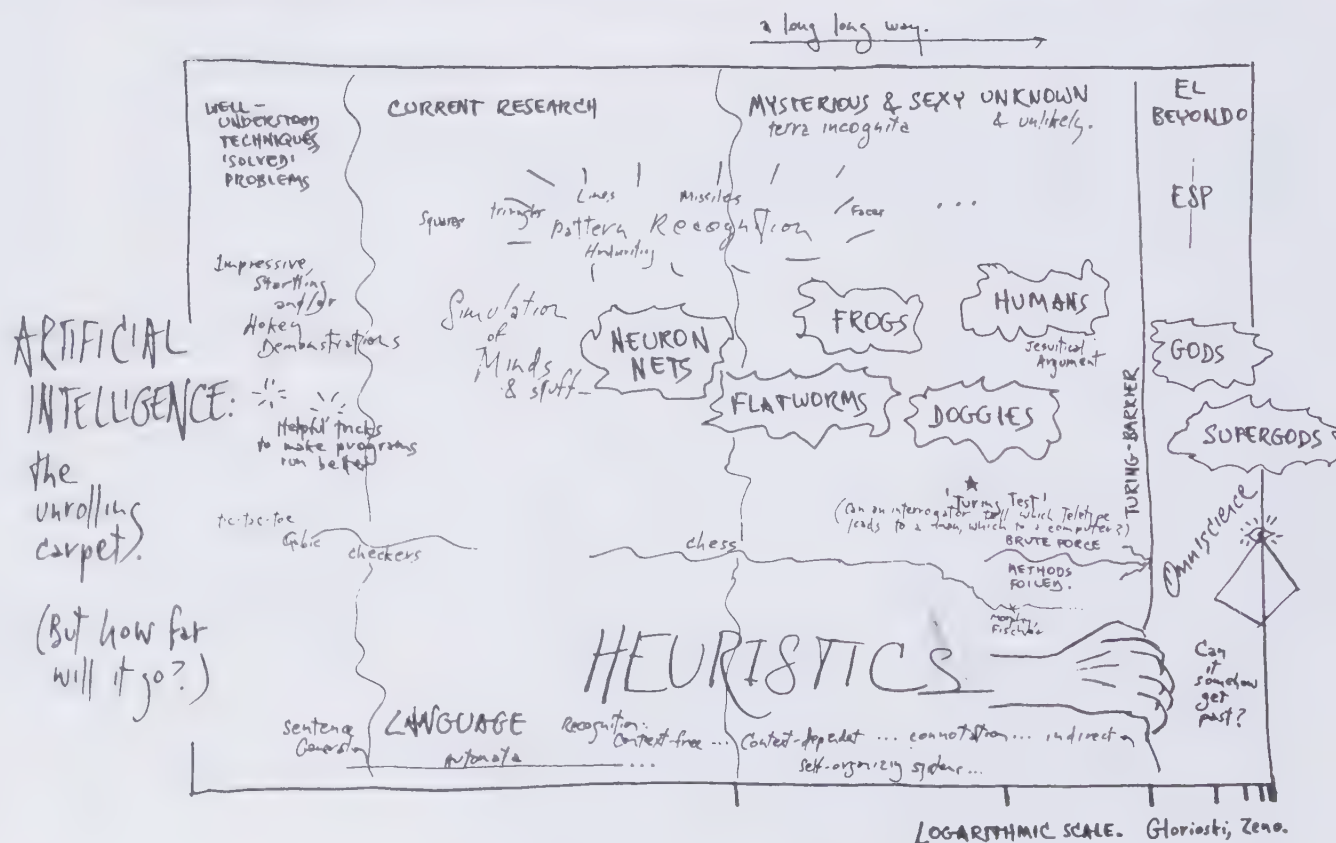 a long long way.
WELL-
UNDERSTOOD
TECHNIQUES
'SOLVED'
PROBLEMS
CURRENT RESEARCH
MYSTERIOUS & SEXY UNKNOWN
terra incognita & unlikely.
EL
BEYONDO
ESP
Lines Missiles
Squares triangles Faces ...
Pattern Recognition
Handwriting
Impressive,
Startling
and/or
Hokey
Demonstrations
Helpful tricks
to make programs
run better
Simulation
of
Minds
& stuff—
NEURON
NETS
FROGS
HUMANS
Jesuitical
Argument
FLATWORMS
DOGGIES
GODS
SUPERGODS
TURING-BARRIER
ARTIFICIAL
INTELLIGENCE:
the
unrolling
carpet.
(But how far
will it go?)
'Turing Test'
(Can an interrogator tell which Teletype
leads to a man, which to a computer?)
BRUTE FORCE
METHODS
FOILED.
tic-tac-toe
Cubic
checkers
chess
Morphy,
Fischer
Omniscience
HEURISTICS
Can
it
somehow
get
past?
Sentence
Generation
LANGUAGE
Automata
Recognition:
Context-free ... Context-dependent ... connotation ... indirection
... self-organizing systems...
LOGARITHMIC SCALE. Glorioski, Zeno.